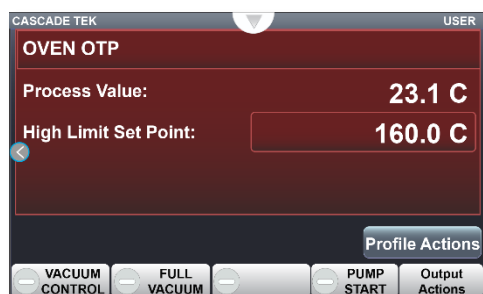 CASCADE TEK USER
OVEN OTP
Process Value: 23.1 C
High Limit Set Point: 160.0 C
Profile Actions
VACUUM CONTROL
FULL VACUUM
PUMP START
Output Actions